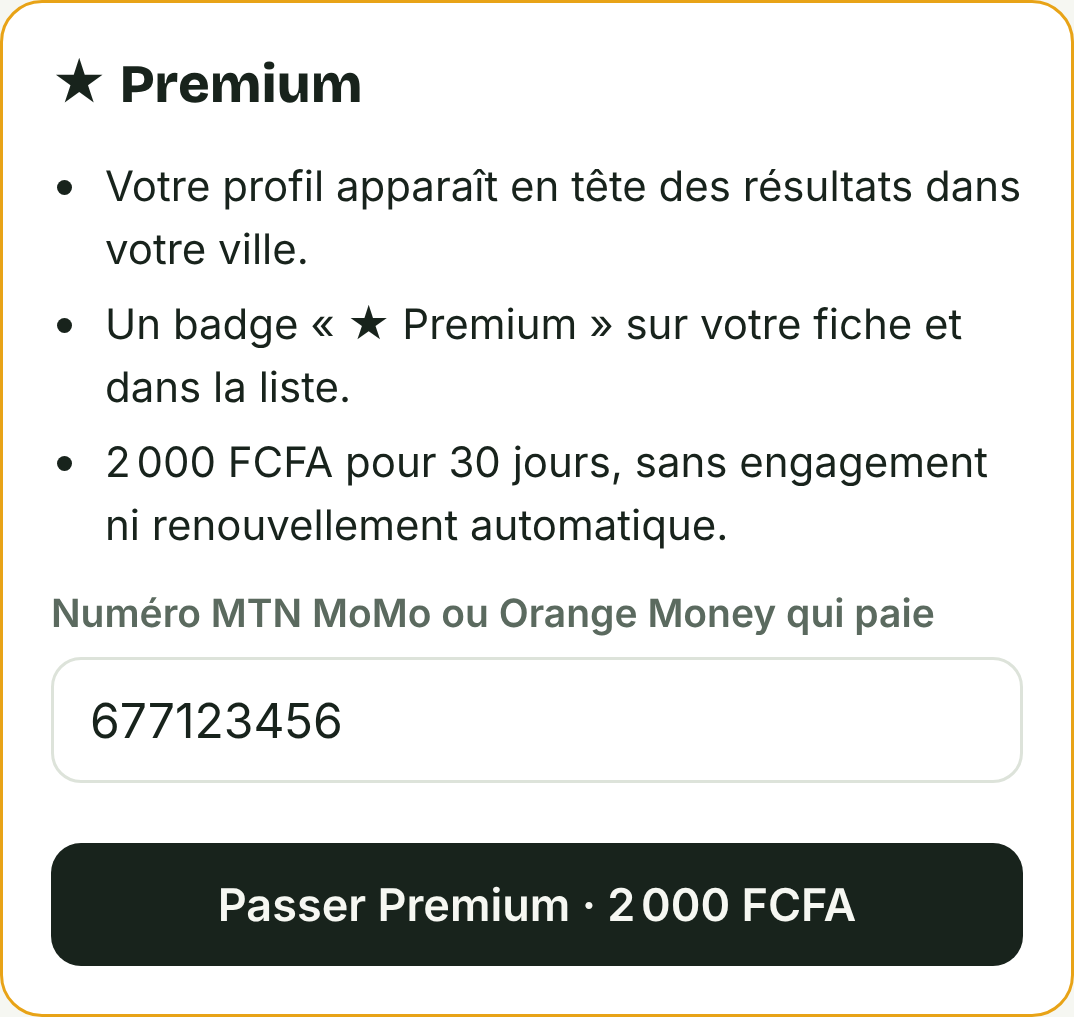 ★ Premium
• Votre profil apparaît en tête des résultats dans
votre ville.
• Un badge « ★ Premium » sur votre fiche et
dans la liste.
• 2 000 FCFA pour 30 jours, sans engagement
ni renouvellement automatique.
Numéro MTN MoMo ou Orange Money qui paie
677123456
Passer Premium · 2 000 FCFA